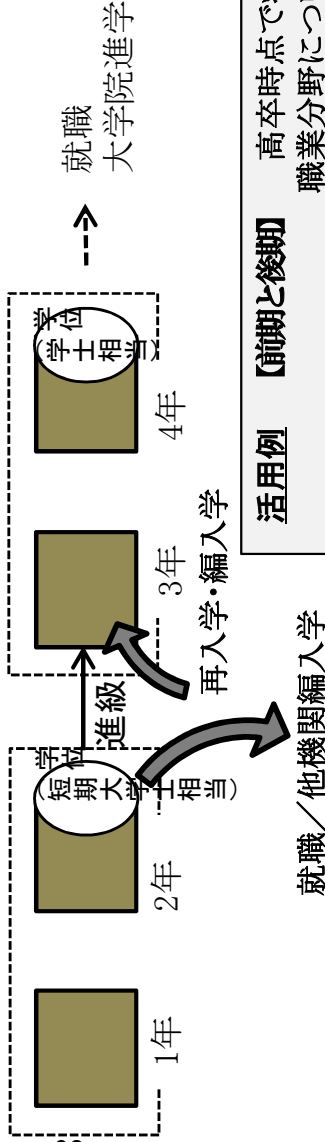 学位
（短期大学士相当）
学位
（学士相当）
進級
1年
2年
3年
4年
就職
大学院進学
再入学・編入学
就職／他機関編入学
活用例 【前期と後期】 高卒時点で
職業分野につ